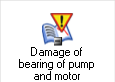 Damage of
bearing of pump
and motor